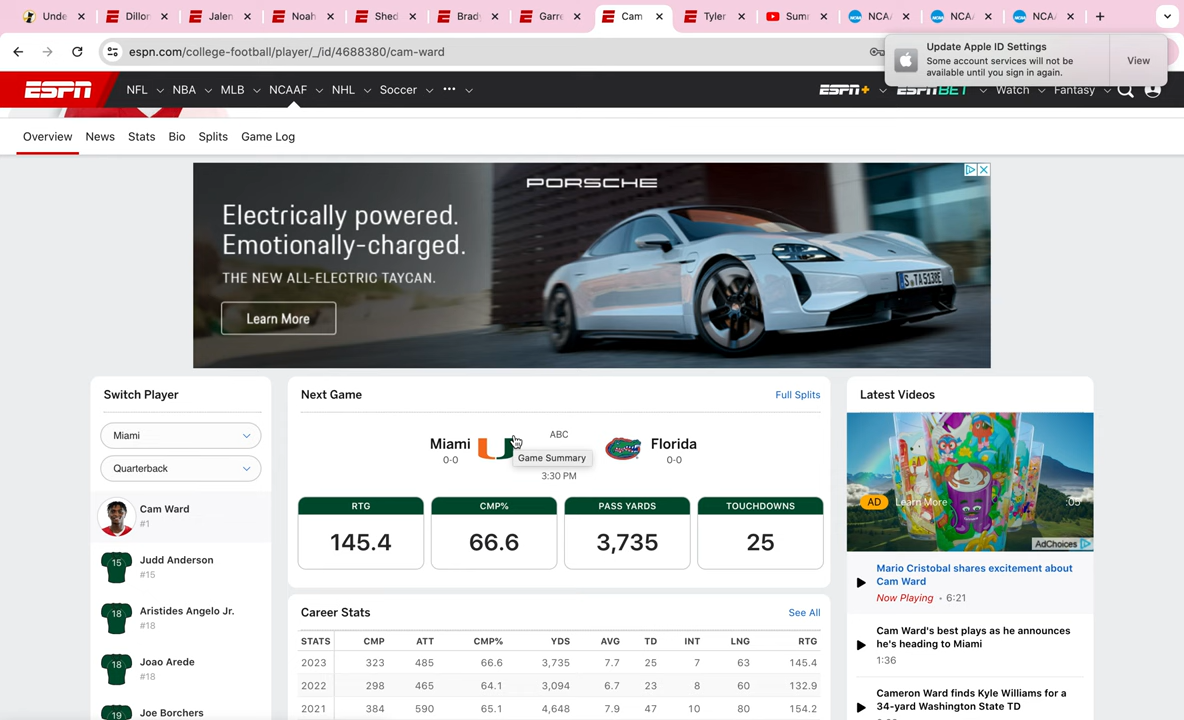 Unde
Dillor
Jalen
Noah
Shed
Brady
Garre
Cam
Tyler
Sumr
NCA
NCA
NCA
espn.com/college-football/player/_/id/4688380/cam-ward
Update Apple ID Settings
Some account services will not be
available until you sign in again.
View
ESPN
NFL
NBA
MLB
NCAAF
NHL
Soccer
ESPN+
ESPNBET
Watch
Fantasy
Overview
News
Stats
Bio
Splits
Game Log
PORSCHE
Electrically powered.
Emotionally-charged.
THE NEW ALL-ELECTRIC TAYCAN.
Learn More
S·TA 5138E
Switch Player
Miami
Quarterback
Cam Ward
#1
15
Judd Anderson
#15
18
Aristides Angelo Jr.
#18
18
Joao Arede
#18
19
Joe Borchers
Next Game
Full Splits
Miami
0-0
ABC
3:30 PM
Game Summary
Florida
0-0
RTG
145.4
CMP%
66.6
PASS YARDS
3,735
TOUCHDOWNS
25
Career Stats
See All
STATS CMP ATT CMP% YDS AVG TD INT LNG RTG
2023 323 485 66.6 3,735 7.7 25 7 63 145.4
2022 298 465 64.1 3,094 6.7 23 8 60 132.9
2021 384 590 65.1 4,648 7.9 47 10 80 154.2
Latest Videos
AD
Learn More
:05
AdChoices
Mario Cristobal shares excitement about
Cam Ward
Now Playing • 6:21
Cam Ward's best plays as he announces
he's heading to Miami
1:36
Cameron Ward finds Kyle Williams for a
34-yard Washington State TD